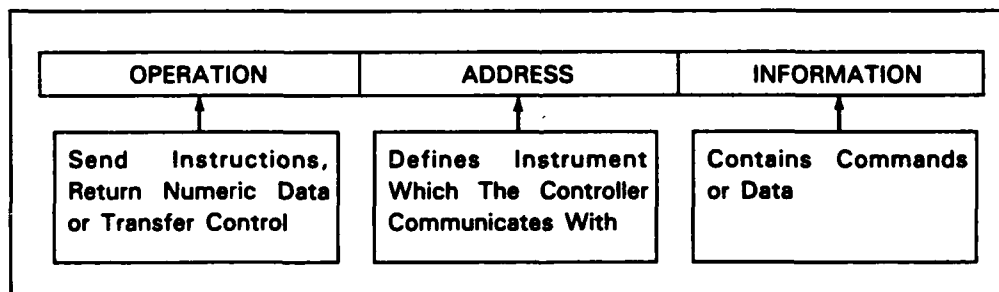 OPERATION ADDRESS INFORMATION
Send Instructions,
Return Numeric Data
or Transfer Control
Defines Instrument
Which The Controller
Communicates With
Contains Commands
or Data